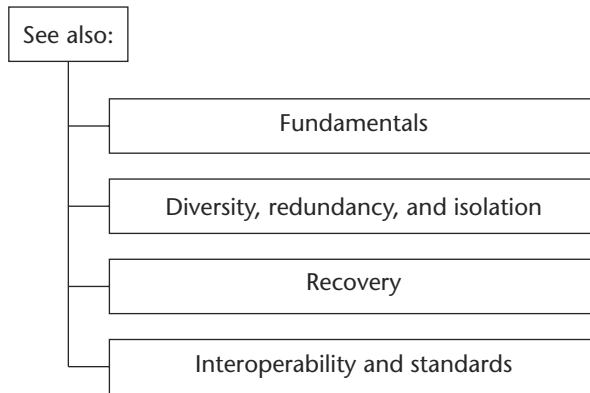 See also:
Fundamentals
Diversity, redundancy, and isolation
Recovery
Interoperability and standards